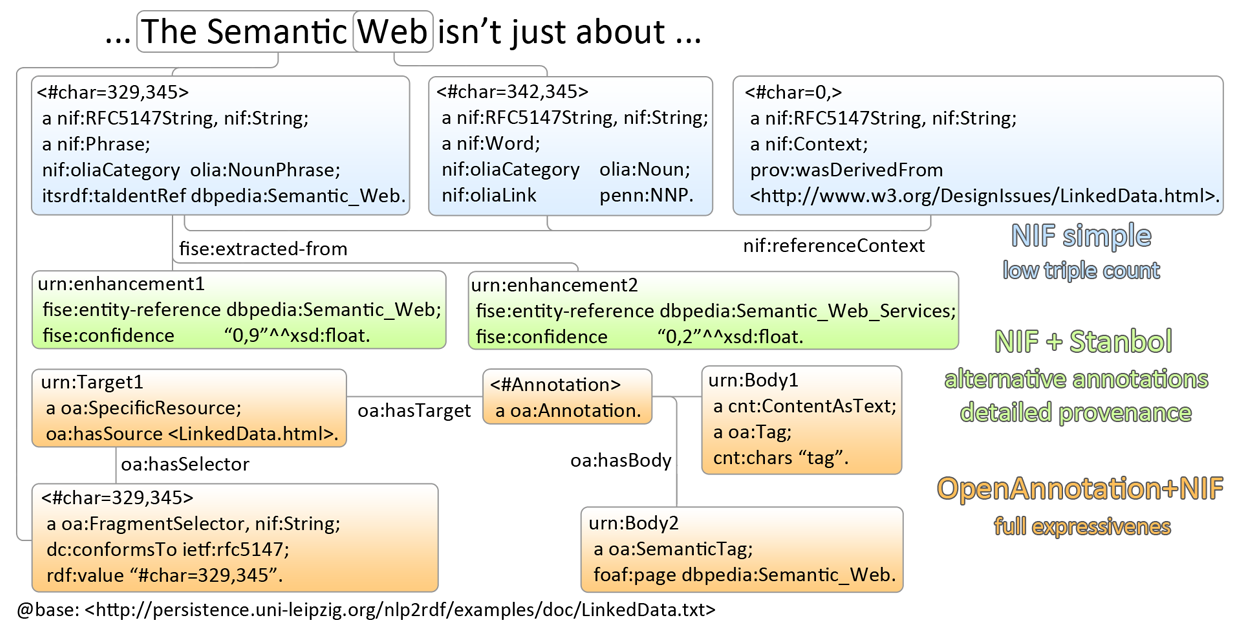 ... The Semantic Web isn’t just about ...
<#char=329,345>
a nif:RFC5147String, nif:String;
a nif:Phrase;
nif:oliaCategory olia:NounPhrase;
itsrdf:taIdentRef dbpedia:Semantic_Web.
<#char=342,345>
a nif:RFC5147String, nif:String;
a nif:Word;
nif:oliaCategory olia:Noun;
nif:oliaLink penn:NNP.
<#char=0,>
a nif:RFC5147String, nif:String;
a nif:Context;
prov:wasDerivedFrom
<http://www.w3.org/DesignIssues/LinkedData.html>.
fise:extracted-from
nif:referenceContext
NIF simple
low triple count
urn:enhancement1
fise:entity-reference dbpedia:Semantic_Web;
fise:confidence “0,9”^^xsd:float.
urn:enhancement2
fise:entity-reference dbpedia:Semantic_Web_Services;
fise:confidence “0,2”^^xsd:float.
NIF + Stanbol
alternative annotations
detailed provenance
urn:Target1
a oa:SpecificResource;
oa:hasSource <LinkedData.html>.
oa:hasTarget
<#Annotation>
a oa:Annotation.
urn:Body1
a cnt:ContentAsText;
a oa:Tag;
cnt:chars “tag”.
oa:hasSelector
oa:hasBody
<#char=329,345>
a oa:FragmentSelector, nif:String;
dc:conformsTo ietf:rfc5147;
rdf:value “#char=329,345”.
urn:Body2
a oa:SemanticTag;
foaf:page dbpedia:Semantic_Web.
OpenAnnotation+NIF
full expressivenes
@base: <http://persistence.uni-leipzig.org/nlp2rdf/examples/doc/LinkedData.txt>